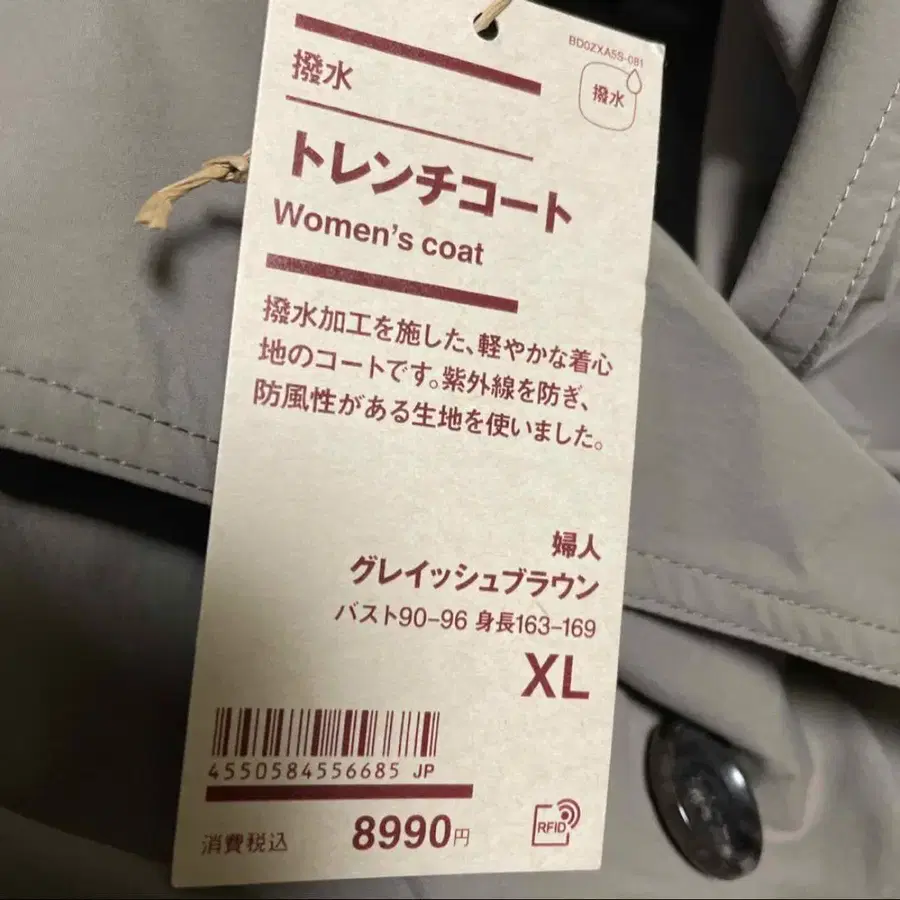 BD0ZXA5S-081
撥水
撥水
トレンチコート
Women's coat
撥水加工を施した、軽やかな着心
地のコートです。紫外線を防ぎ、
防風性がある生地を使いました。
婦人
グレイッシュブラウン
バスト90-96 身長163-169
XL
4550584556685 JP
消費税込 8990円
RFID